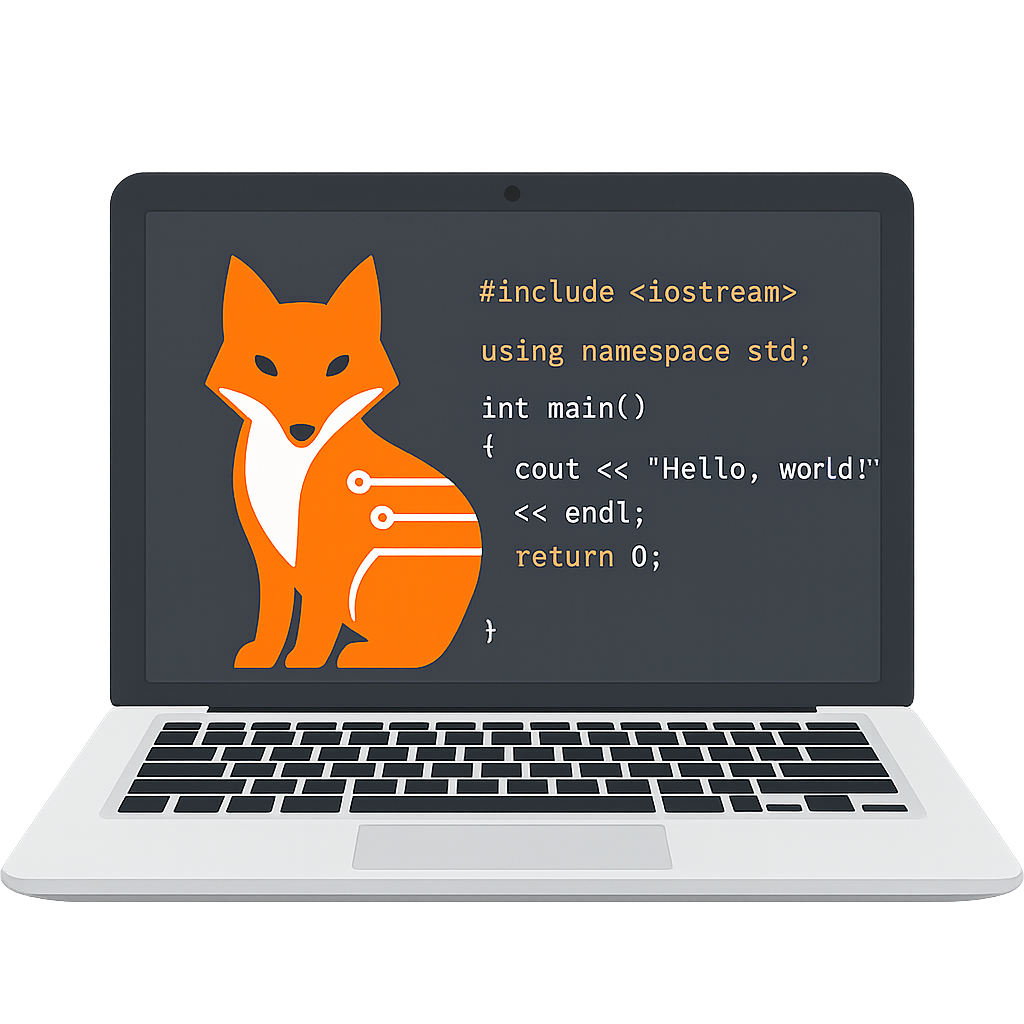 #include <iostream>
using namespace std;
int main()
{
cout << "Hello, world!"
<< endl;
return 0;
}